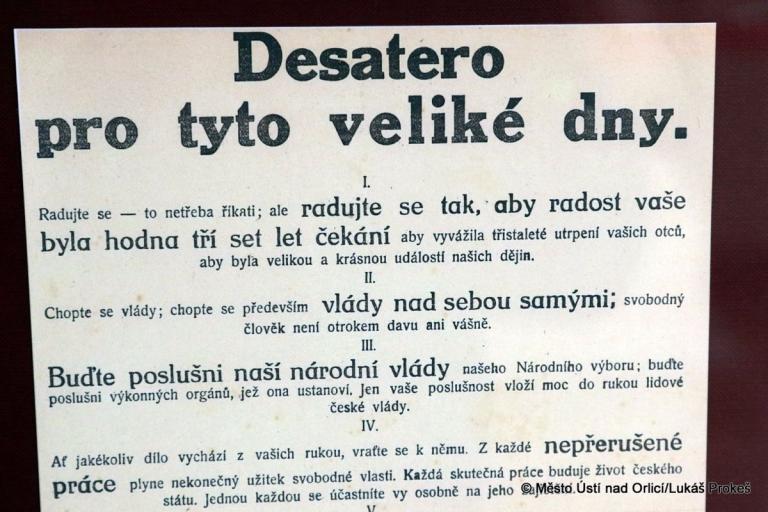 Desatero
pro tyto veliké dny.
I.
Radujte se — to netřeba říkati; ale radujte se tak, aby radost vaše
byla hodna tří set let čekání aby vyvážila třistaleté utrpení vašich otců,
aby byla velikou a krásnou událostí našich dějin.
II.
Chopte se vlády; chopte se především vlády nad sebou samými; svobodný
člověk není otrokem davu ani vášně.
III.
Buďte poslušni naší národní vlády našeho Národního výboru; buďte
poslušni výkonných orgánů, jež ona ustanoví. Jen vaše poslušnost vloží moc do rukou lidové
české vlády.
IV.
Ať jakékoliv dílo vychází z vašich rukou, vraťte se k němu. Z každé nepřerušené
práce plyne nekonečný užitek svobodné vlasti. Každá skutečná práce buduje život českého
státu. Jednou každou se účastníte vy osobně na jeho
© Město Ústí nad Orlicí/Lukáš Prokeš
V